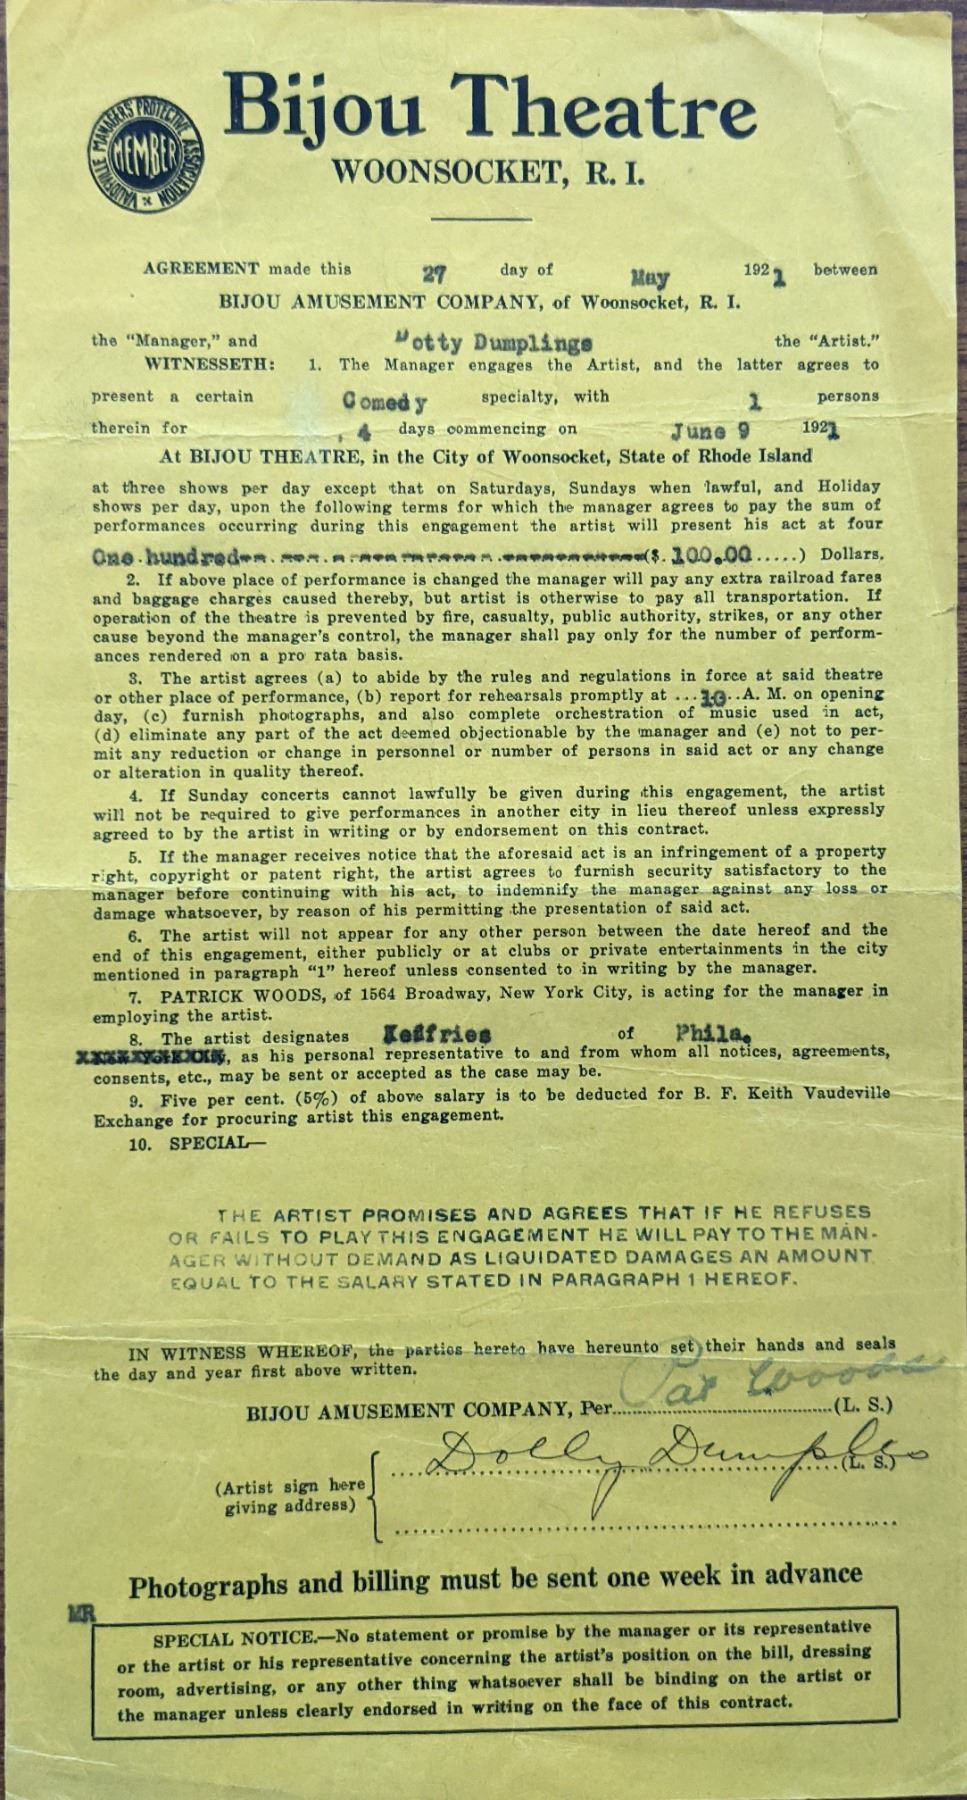 Bijou Theatre
VAUDEVILLE MANAGERS' PROTECTIVE ASSOCIATION
MEMBER
WOONSOCKET, R. I.
AGREEMENT made this 27 day of May 1921 between
BIJOU AMUSEMENT COMPANY, of Woonsocket, R. I.
the "Manager," and Dotty Dumplings the "Artist."
WITNESSETH: 1. The Manager engages the Artist, and the latter agrees to
present a certain Comedy specialty, with 1 persons
therein for , 4 days commencing on June 9 1921
At BIJOU THEATRE, in the City of Woonsocket, State of Rhode Island
at three shows per day except that on Saturdays, Sundays when lawful, and Holiday
shows per day, upon the following terms for which the manager agrees to pay the sum of
performances occurring during this engagement the artist will present his act at four
One hundred ($.100.00.....) Dollars.
2. If above place of performance is changed the manager will pay any extra railroad fares
and baggage charges caused thereby, but artist is otherwise to pay all transportation. If
operation of the theatre is prevented by fire, casualty, public authority, strikes, or any other
cause beyond the manager's control, the manager shall pay only for the number of perform-
ances rendered on a pro rata basis.
3. The artist agrees (a) to abide by the rules and regulations in force at said theatre
or other place of performance, (b) report for rehearsals promptly at ...10..A. M. on opening
day, (c) furnish photographs, and also complete orchestration of music used in act,
(d) eliminate any part of the act deemed objectionable by the manager and (e) not to per-
mit any reduction or change in personnel or number of persons in said act or any change
or alteration in quality thereof.
4. If Sunday concerts cannot lawfully be given during this engagement, the artist
will not be required to give performances in another city in lieu thereof unless expressly
agreed to by the artist in writing or by endorsement on this contract.
5. If the manager receives notice that the aforesaid act is an infringement of a property
right, copyright or patent right, the artist agrees to furnish security satisfactory to the
manager before continuing with his act, to indemnify the manager against any loss or
damage whatsoever, by reason of his permitting the presentation of said act.
6. The artist will not appear for any other person between the date hereof and the
end of this engagement, either publicly or at clubs or private entertainments in the city
mentioned in paragraph "1" hereof unless consented to in writing by the manager.
7. PATRICK WOODS, of 1564 Broadway, New York City, is acting for the manager in
employing the artist.
8. The artist designates Jeffries of Phila.
, as his personal representative to and from whom all notices, agreements,
consents, etc., may be sent or accepted as the case may be.
9. Five per cent. (5%) of above salary is to be deducted for B. F. Keith Vaudeville
Exchange for procuring artist this engagement.
10. SPECIAL—
THE ARTIST PROMISES AND AGREES THAT IF HE REFUSES
OR FAILS TO PLAY THIS ENGAGEMENT HE WILL PAY TO THE MAN-
AGER WITHOUT DEMAND AS LIQUIDATED DAMAGES AN AMOUNT
EQUAL TO THE SALARY STATED IN PARAGRAPH 1 HEREOF.
IN WITNESS WHEREOF, the parties hereto have hereunto set their hands and seals
the day and year first above written.
Pat Woods
BIJOU AMUSEMENT COMPANY, Per..............................(L. S.)
Dolly Dumplins
(L. S.)
(Artist sign here
giving address)
Photographs and billing must be sent one week in advance
MR
SPECIAL NOTICE.—No statement or promise by the manager or its representative
or the artist or his representative concerning the artist's position on the bill, dressing
room, advertising, or any other thing whatsoever shall be binding on the artist or
the manager unless clearly endorsed in writing on the face of this contract.